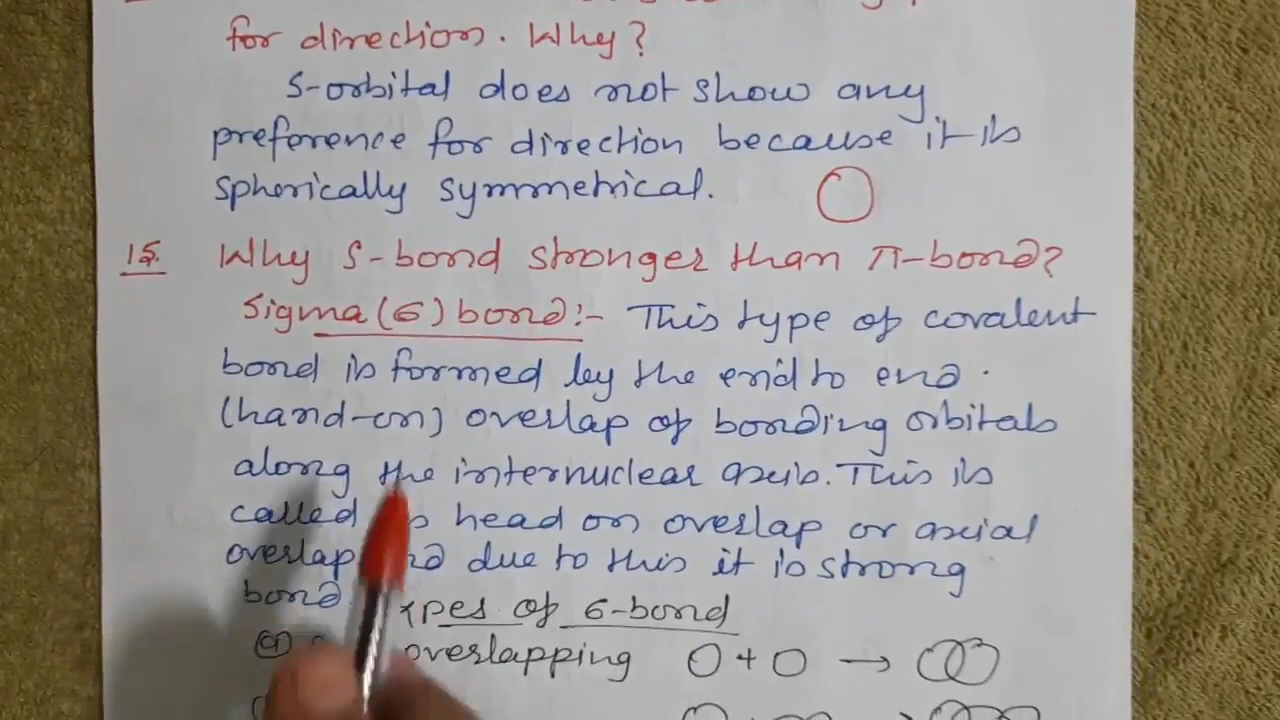 for direction. Why?
S-orbital does not show any
preference for direction because it is
spherically symmetrical.
15. Why S-bond stronger than π-bond?
Sigma (6) bond:- This type of covalent
bond is formed by the end to end.
(hand-on) overlap of bonding orbitals
along the internuclear axis. This is
called head on overlap or axial
overlap due to this it is strong
bond.
of 6-bond
overlapping O + O →